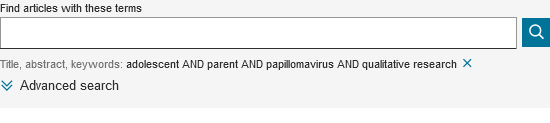 Find articles with these terms
Title, abstract, keywords: adolescent AND parent AND papillomavirus AND qualitative research
Advanced search